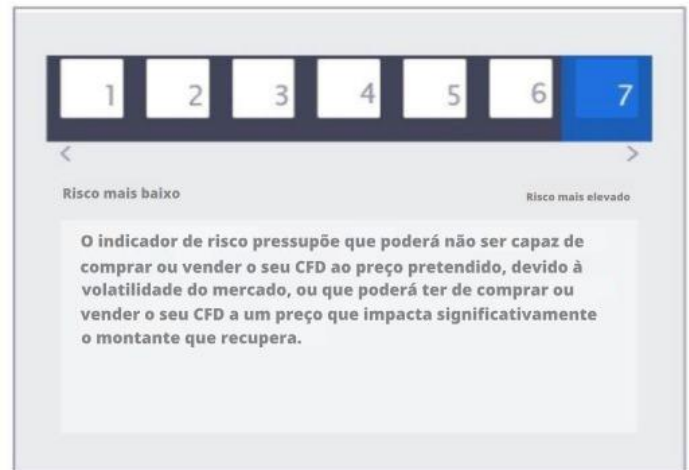 1 2 3 4 5 6 7
< >
Risco mais baixo Risco mais elevado
O indicador de risco pressupõe que poderá não ser capaz de
comprar ou vender o seu CFD ao preço pretendido, devido à
volatilidade do mercado, ou que poderá ter de comprar ou
vender o seu CFD a um preço que impacta significativamente
o montante que recupera.